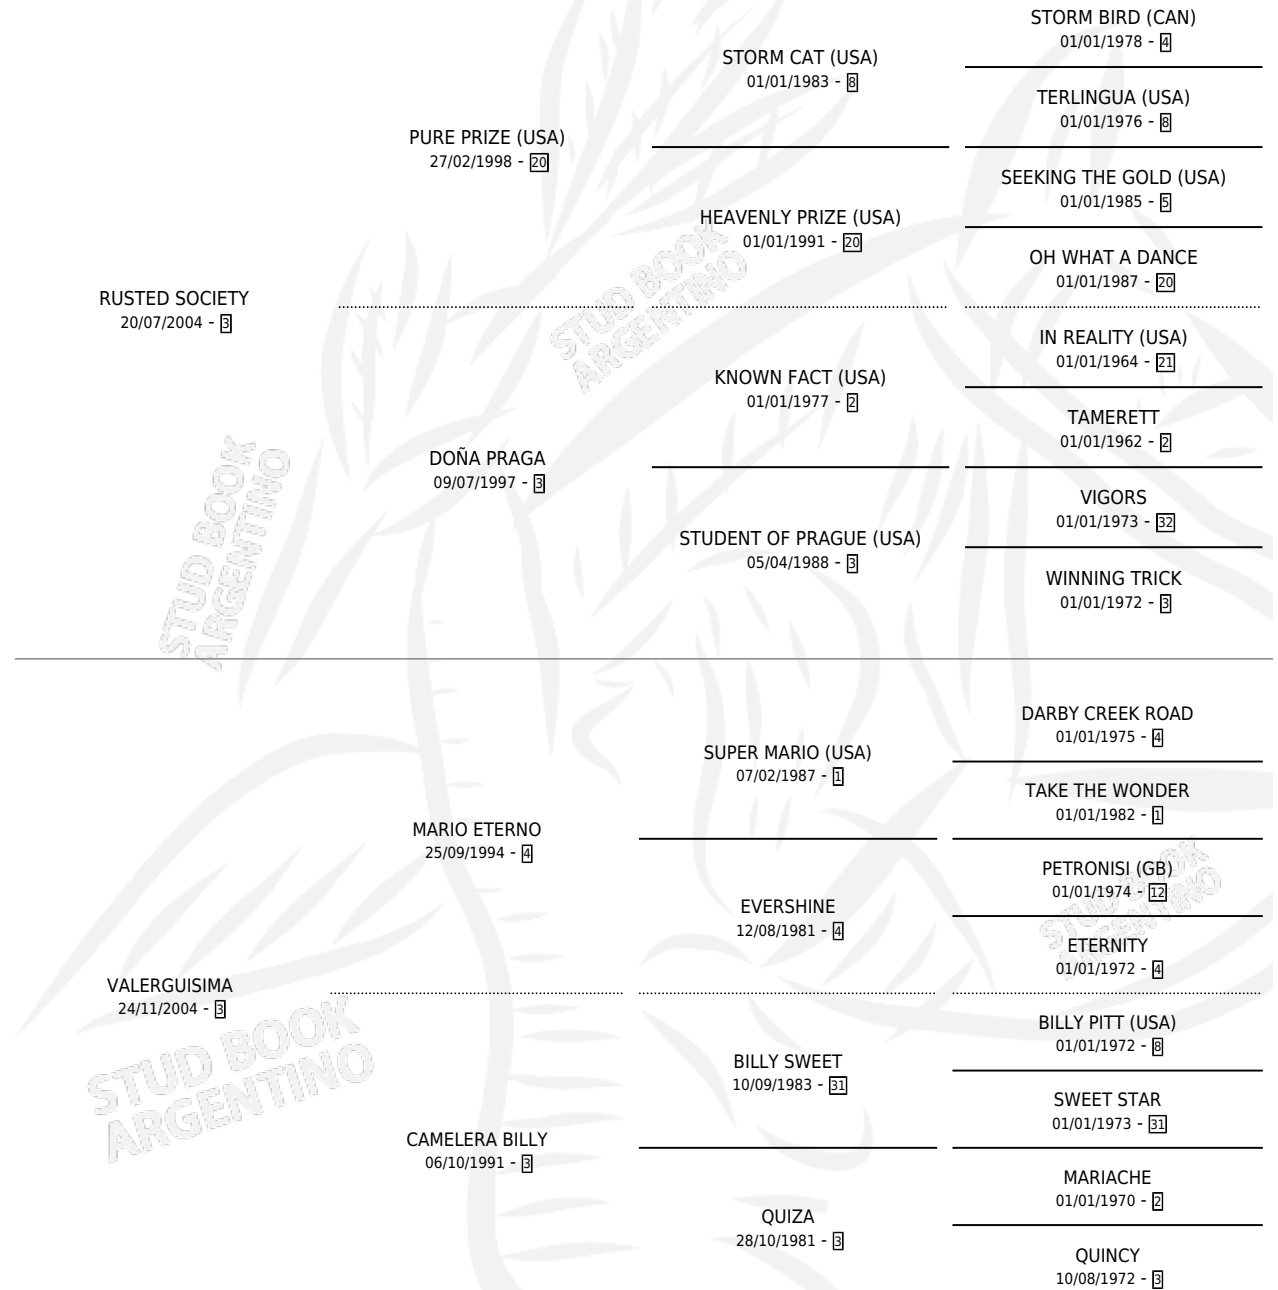 STORM BIRD (CAN)
01/01/1978 - 4
STORM CAT (USA)
01/01/1983 - 8
TERLINGUA (USA)
01/01/1976 - 8
PURE PRIZE (USA)
27/02/1998 - 20
SEEKING THE GOLD (USA)
01/01/1985 - 5
HEAVENLY PRIZE (USA)
01/01/1991 - 20
OH WHAT A DANCE
01/01/1987 - 20
RUSTED SOCIETY
20/07/2004 - 3
IN REALITY (USA)
01/01/1964 - 21
KNOWN FACT (USA)
01/01/1977 - 2
TAMERETT
01/01/1962 - 2
DOÑA PRAGA
09/07/1997 - 3
VIGORS
01/01/1973 - 32
STUDENT OF PRAGUE (USA)
05/04/1988 - 3
WINNING TRICK
01/01/1972 - 3
STUD BOOK
ARGENTINO
STUD BOOK
ARGENTINO
DARBY CREEK ROAD
01/01/1975 - 4
SUPER MARIO (USA)
07/02/1987 - 1
TAKE THE WONDER
01/01/1982 - 1
MARIO ETERNO
25/09/1994 - 4
PETRONISI (GB)
01/01/1974 - 12
EVERSHINE
12/08/1981 - 4
ETERNITY
01/01/1972 - 4
STUD BOOK
ARGENTINO
VALERGUISIMA
24/11/2004 - 3
BILLY PITT (USA)
01/01/1972 - 8
BILLY SWEET
10/09/1983 - 31
SWEET STAR
01/01/1973 - 31
STUD BOOK
ARGENTINO
CAMELERA BILLY
06/10/1991 - 3
MARIACHE
01/01/1970 - 2
QUIZA
28/10/1981 - 3
QUINCY
10/08/1972 - 3